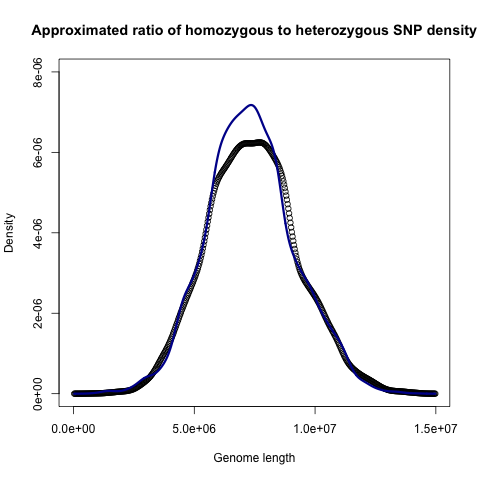 Approximated ratio of homozygous to heterozygous SNP density
8e-06
6e-06
4e-06
2e-06
0e+00
Density
0.0e+00 5.0e+06 1.0e+07 1.5e+07
Genome length